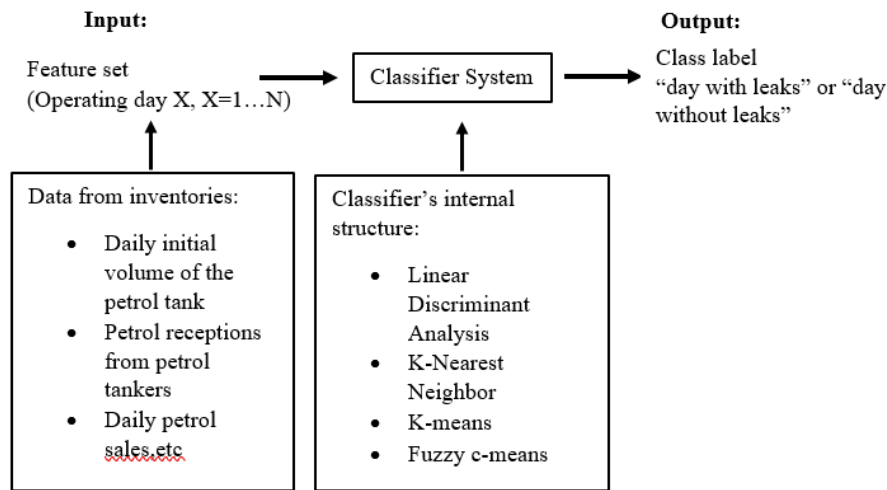 Input:
Feature set
(Operating day X, X=1…N)
Classifier System
Output:
Class label
“day with leaks” or “day
without leaks”
Data from inventories:
• Daily initial
volume of the
petrol tank
• Petrol receptions
from petrol
tankers
• Daily petrol
sales,etc
Classifier’s internal
structure:
• Linear
Discriminant
Analysis
• K-Nearest
Neighbor
• K-means
• Fuzzy c-means